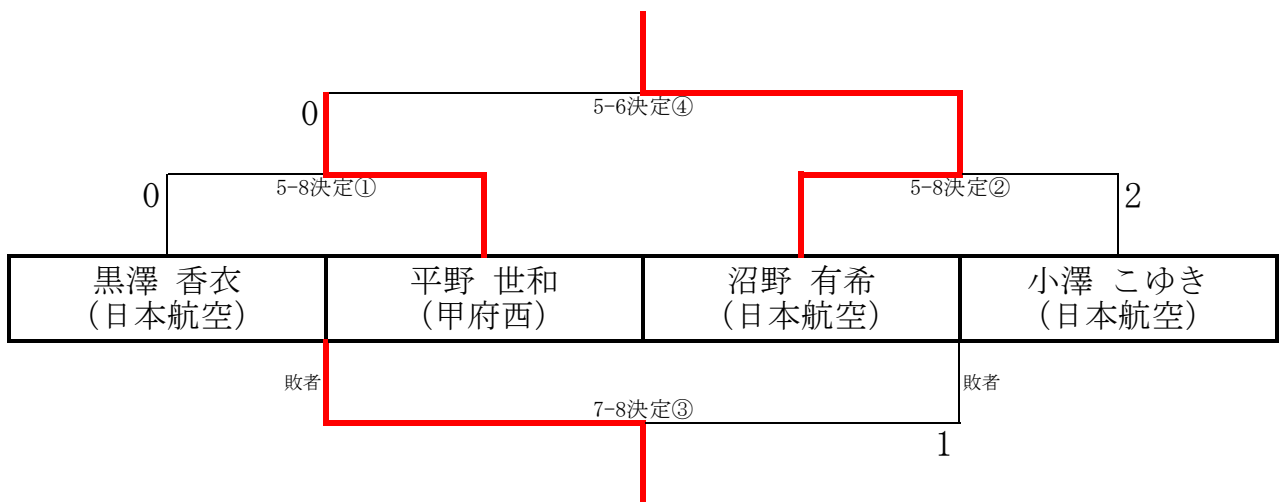 5-6決定④
0
5-8決定①
5-8決定②
0
2
黒澤 香衣
(日本航空)
平野 世和
(甲府西)
沼野 有希
(日本航空)
小澤 こゆき
(日本航空)
敗者
敗者
7-8決定③
1